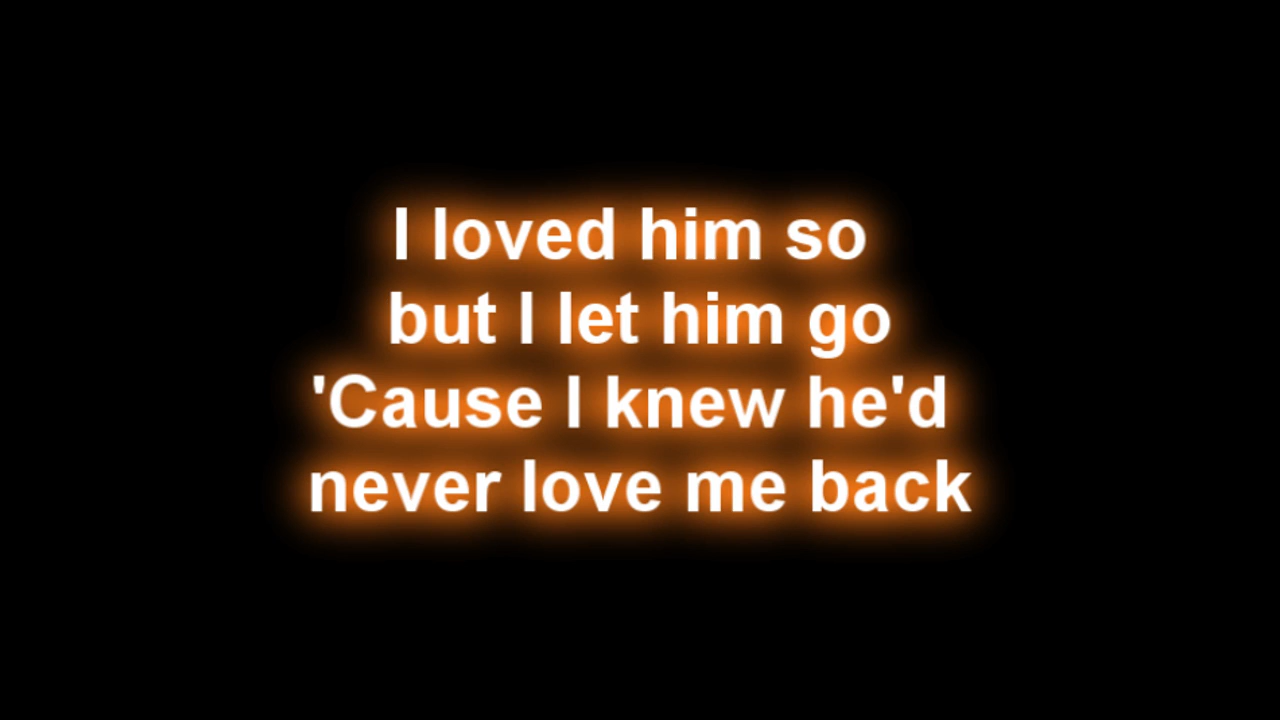 I loved him so
but I let him go
'Cause I knew he'd
never love me back